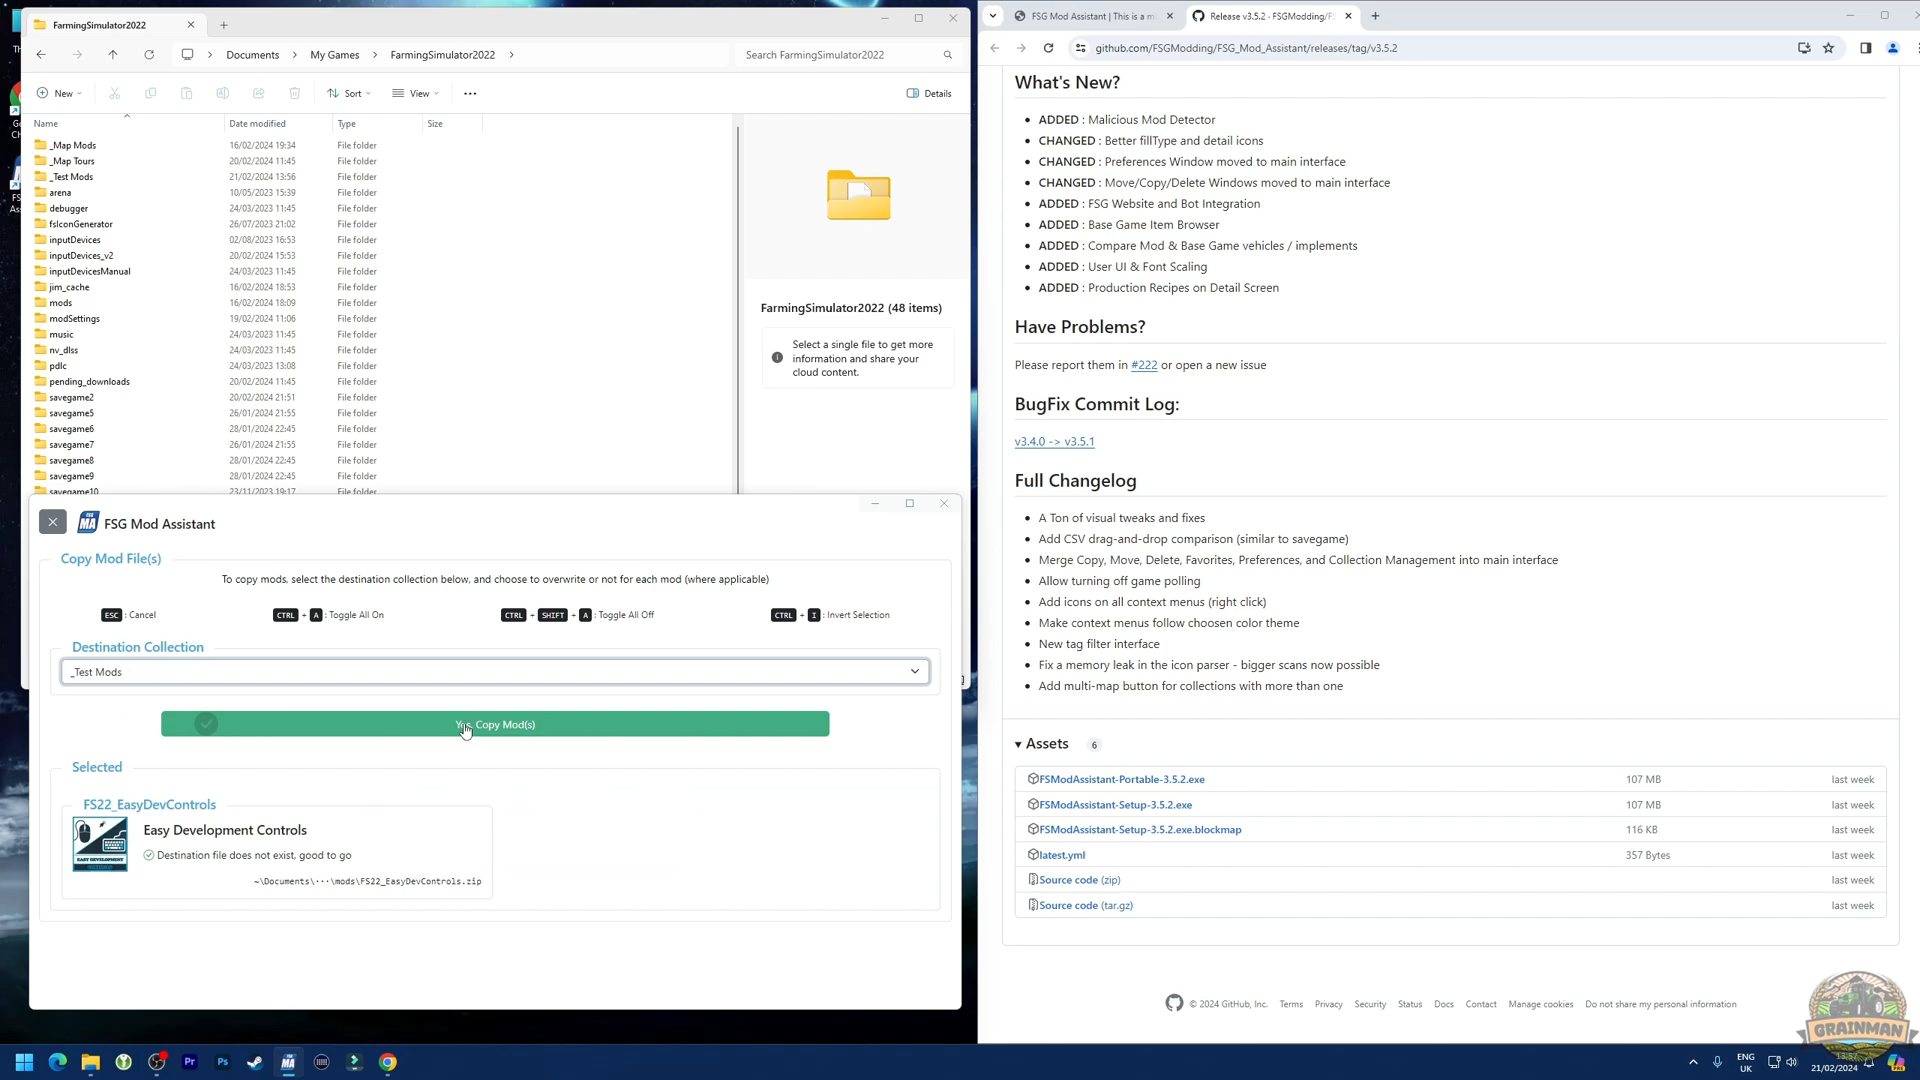 FarmingSimulator2022
Documents > My Games > FarmingSimulator2022 >
Search FarmingSimulator2022
New
Sort
View
Details
Name
Date modified
Type
Size
_Map Mods 16/02/2024 19:34 File folder
_Map Tours 20/02/2024 11:45 File folder
_Test Mods 21/02/2024 13:56 File folder
arena 10/05/2023 15:39 File folder
debugger 24/03/2023 11:45 File folder
fsIconGenerator 26/07/2023 21:02 File folder
inputDevices 02/08/2023 16:53 File folder
inputDevices_v2 20/02/2024 15:53 File folder
inputDevicesManual 24/03/2023 11:45 File folder
jim_cache 16/02/2024 18:53 File folder
mods 16/02/2024 18:09 File folder
modSettings 19/02/2024 11:06 File folder
music 24/03/2023 11:45 File folder
nv_dlss 24/03/2023 11:45 File folder
pdlc 24/03/2023 13:08 File folder
pending_downloads 20/02/2024 11:45 File folder
savegame2 20/02/2024 21:51 File folder
savegame5 26/01/2024 21:55 File folder
savegame6 28/01/2024 22:45 File folder
savegame7 26/01/2024 21:55 File folder
savegame8 28/01/2024 22:45 File folder
savegame9 28/01/2024 22:45 File folder
savegame10 23/11/2023 19:17 File folder
FarmingSimulator2022 (48 items)
Select a single file to get more
information and share your
cloud content.
FSG Mod Assistant
Copy Mod File(s)
To copy mods, select the destination collection below, and choose to overwrite or not for each mod (where applicable)
ESC : Cancel
CTRL + A : Toggle All On
CTRL + SHIFT + A : Toggle All Off
CTRL + I : Invert Selection
Destination Collection
_Test Mods
Yes, Copy Mod(s)
Selected
FS22_EasyDevControls
EASY DEVELOPMENT
Easy Development Controls
Destination file does not exist, good to go
~\Documents\···\mods\FS22_EasyDevControls.zip
FSG Mod Assistant | This is a m
Release v3.5.2 - FSGModding/F
github.com/FSGModding/FSG_Mod_Assistant/releases/tag/v3.5.2
What's New?
ADDED : Malicious Mod Detector
CHANGED : Better fillType and detail icons
CHANGED : Preferences Window moved to main interface
CHANGED : Move/Copy/Delete Windows moved to main interface
ADDED : FSG Website and Bot Integration
ADDED : Base Game Item Browser
ADDED : Compare Mod & Base Game vehicles / implements
ADDED : User UI & Font Scaling
ADDED : Production Recipes on Detail Screen
Have Problems?
Please report them in #222 or open a new issue
BugFix Commit Log:
v3.4.0 -> v3.5.1
Full Changelog
A Ton of visual tweaks and fixes
Add CSV drag-and-drop comparison (similar to savegame)
Merge Copy, Move, Delete, Favorites, Preferences, and Collection Management into main interface
Allow turning off game polling
Add icons on all context menus (right click)
Make context menus follow choosen color theme
New tag filter interface
Fix a memory leak in the icon parser - bigger scans now possible
Add multi-map button for collections with more than one
Assets 6
FSModAssistant-Portable-3.5.2.exe 107 MB last week
FSModAssistant-Setup-3.5.2.exe 107 MB last week
FSModAssistant-Setup-3.5.2.exe.blockmap 116 KB last week
latest.yml 357 Bytes last week
Source code (zip) last week
Source code (tar.gz) last week
© 2024 GitHub, Inc. Terms Privacy Security Status Docs Contact Manage cookies Do not share my personal information
GRAINMAN
Pr
Ps
MA
ENG
UK
13:57
21/02/2024